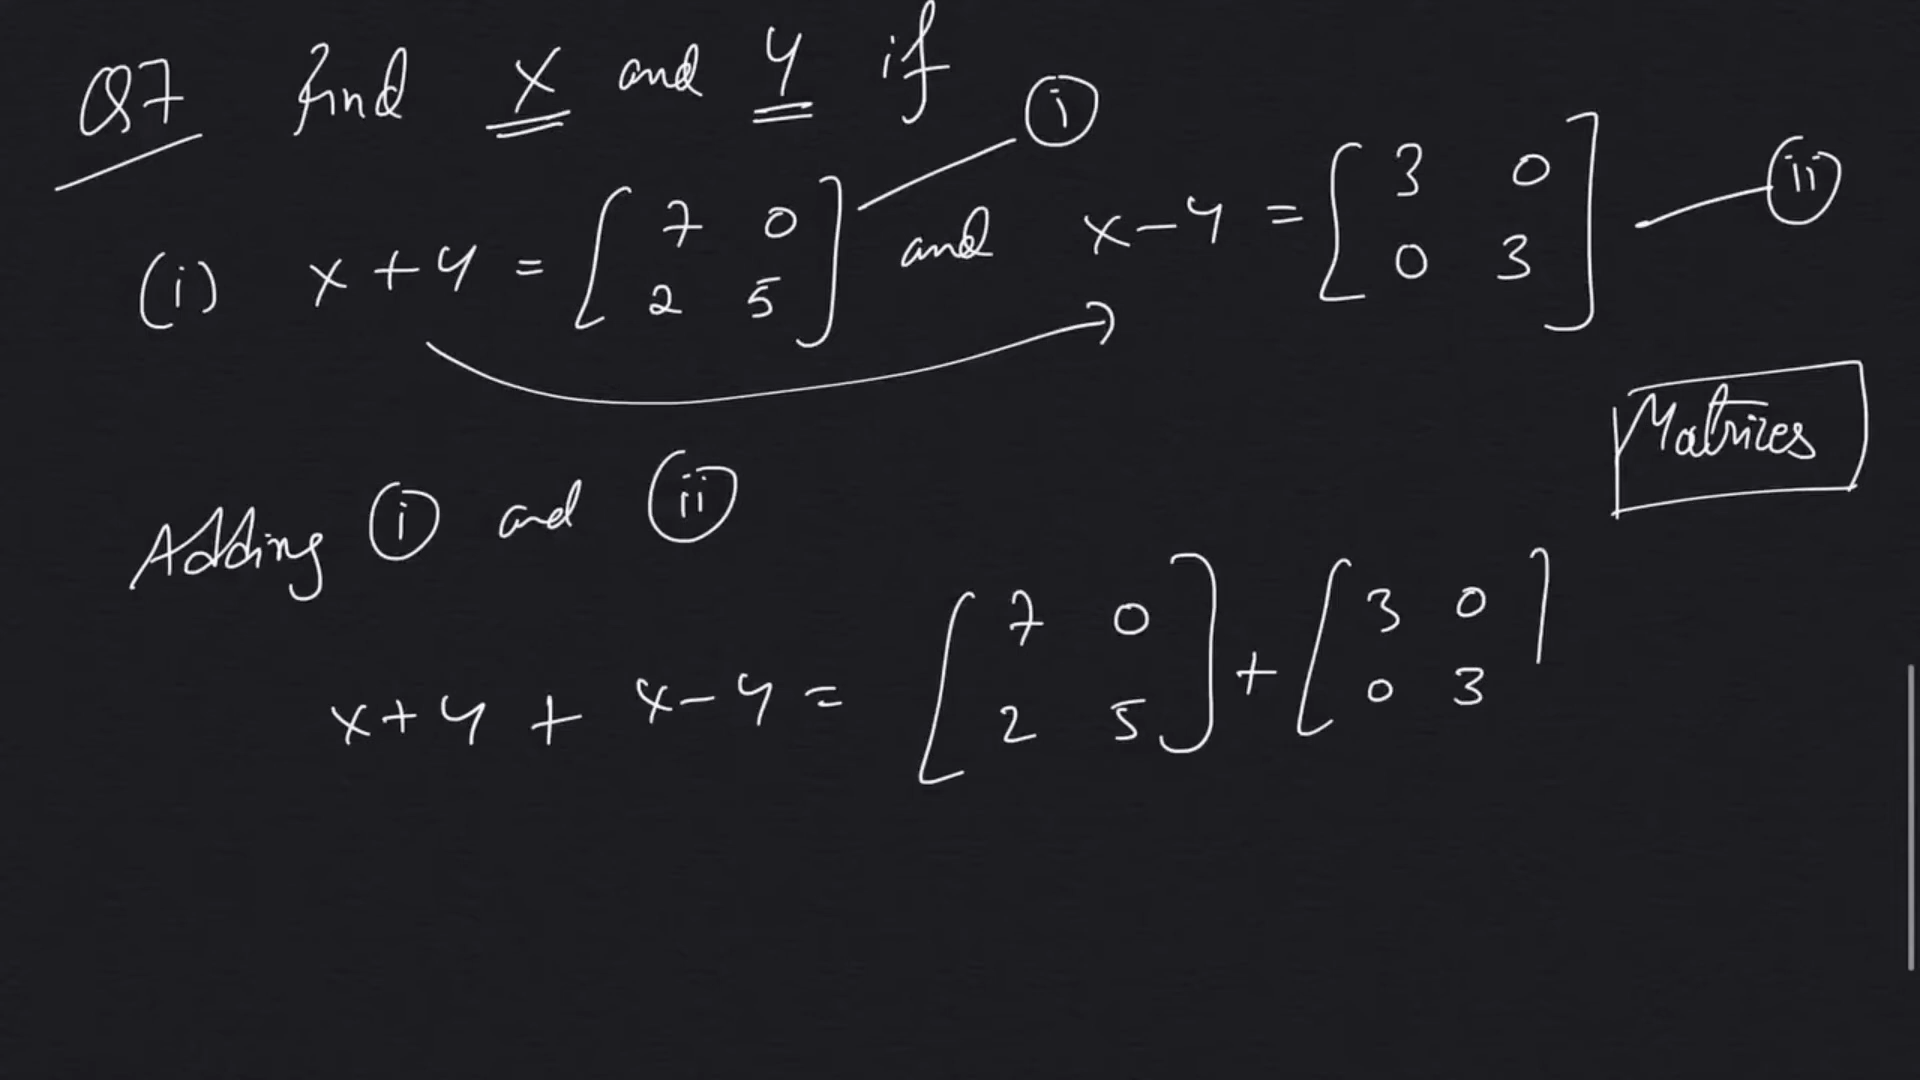 Q7 find X and Y if
(i) X + Y = [ 7 0 ; 2 5 ] (i) and X - Y = [ 3 0 ; 0 3 ] (ii)
Matrices
Adding (i) and (ii)
X + Y + X - Y = [ 7 0 ; 2 5 ] + [ 3 0 ; 0 3